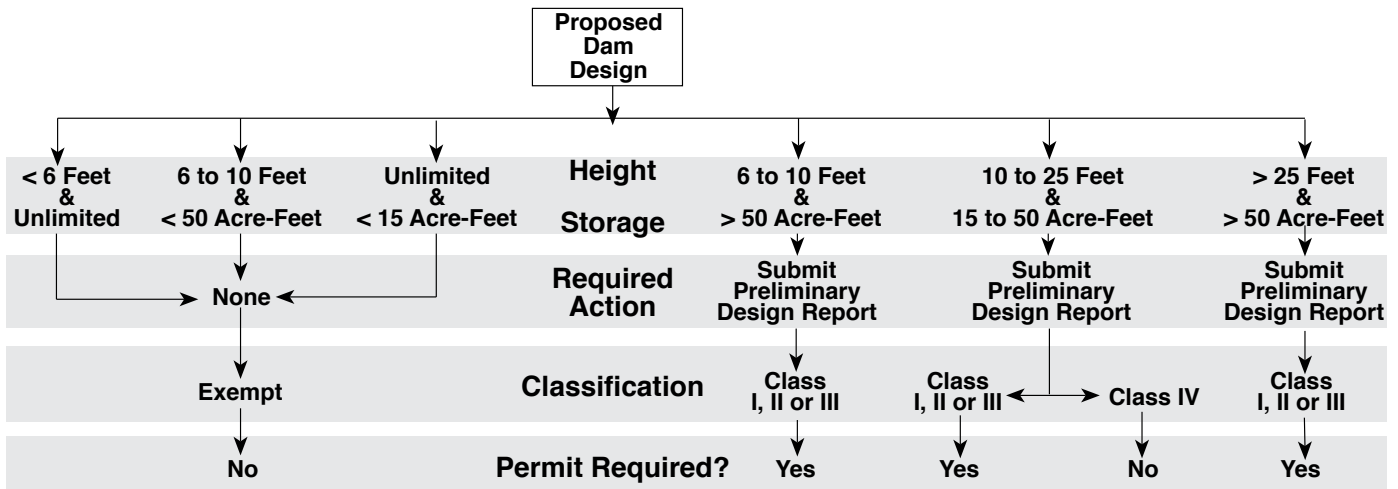 Proposed
Dam
Design
< 6 Feet
&
Unlimited
6 to 10 Feet
&
< 50 Acre-Feet
Unlimited
&
< 15 Acre-Feet
Height
Storage
6 to 10 Feet
&
> 50 Acre-Feet
10 to 25 Feet
&
15 to 50 Acre-Feet
> 25 Feet
&
> 50 Acre-Feet
None
Required
Action
Submit
Preliminary
Design Report
Submit
Preliminary
Design Report
Submit
Preliminary
Design Report
Exempt
Classification
Class
I, II or III
Class
I, II or III
Class IV
Class
I, II or III
No
Permit Required?
Yes
Yes
No
Yes